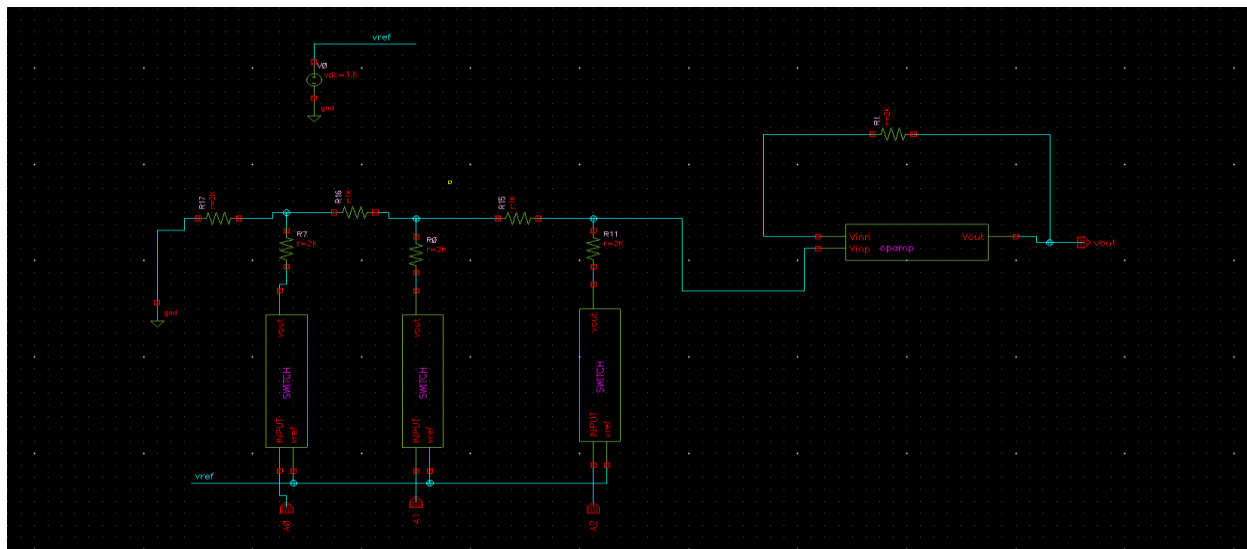 vref
V0
vdc=3.5
gnd
R1
r=2K
R17
r=2K
R16
r=1K
R15
r=1K
R7
r=2K
R0
r=2K
R11
r=2K
Vinn
Vinp
opamp
Vout
vout
gnd
vout
SWITCH
INPUT
vref
vout
SWITCH
INPUT
vref
vout
SWITCH
INPUT
vref
vref
A0
A1
A2